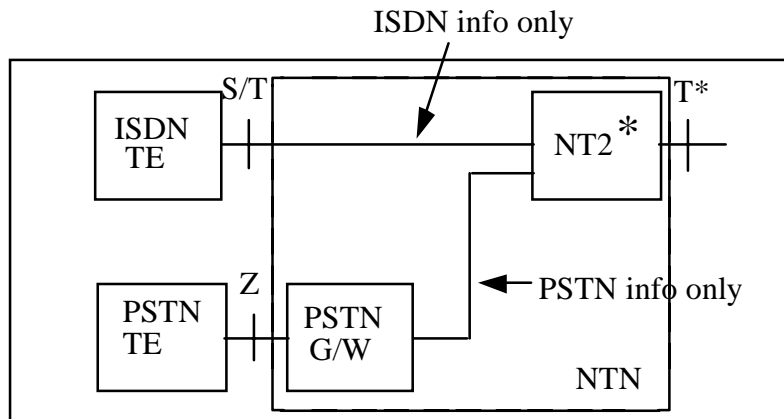 ISDN info only
S/T
T*
ISDN
TE
NT2*
Z
PSTN info only
PSTN
TE
PSTN
G/W
NTN